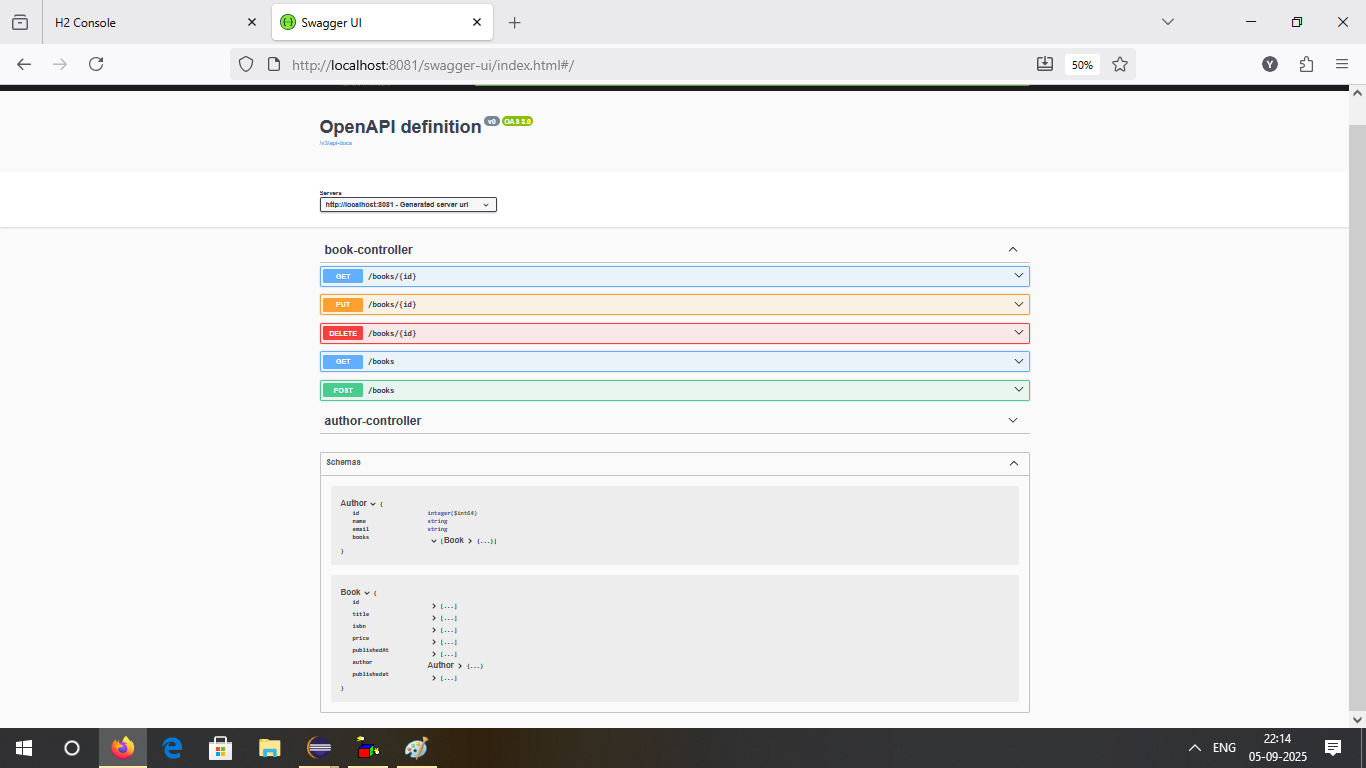 H2 Console
Swagger UI
http://localhost:8081/swagger-ui/index.html#/
50%
Y
OpenAPI definition v0 OAS 3.0
/v3/api-docs
Servers
http://localhost:8081 - Generated server url
book-controller
GET /books/{id}
PUT /books/{id}
DELETE /books/{id}
GET /books
POST /books
author-controller
Schemas
Author {
id integer($int64)
name string
email string
books [Book {...}]
}
Book {
id [...]
title [...]
isbn [...]
price [...]
publishedAt [...]
author Author {...}
publishedat [...]
}
ENG
22:14
05-09-2025